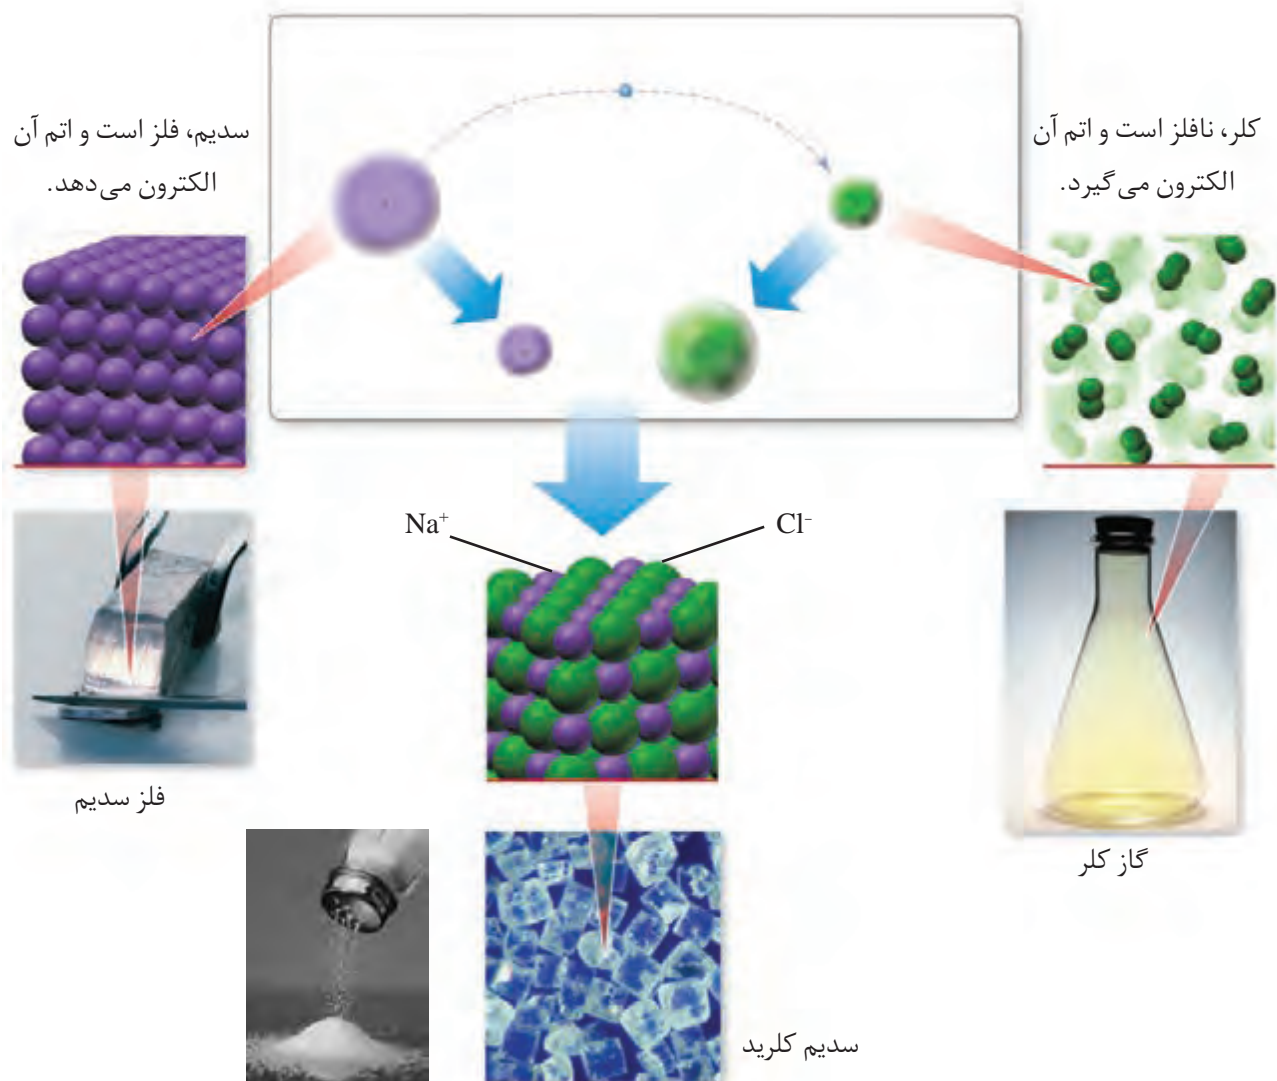 کلر، نافلز است و اتم آن
الکترون می‌گیرد.
سدیم، فلز است و اتم آن
الکترون می‌دهد.
Na⁺
Cl⁻
فلز سدیم
گاز کلر
سدیم کلرید